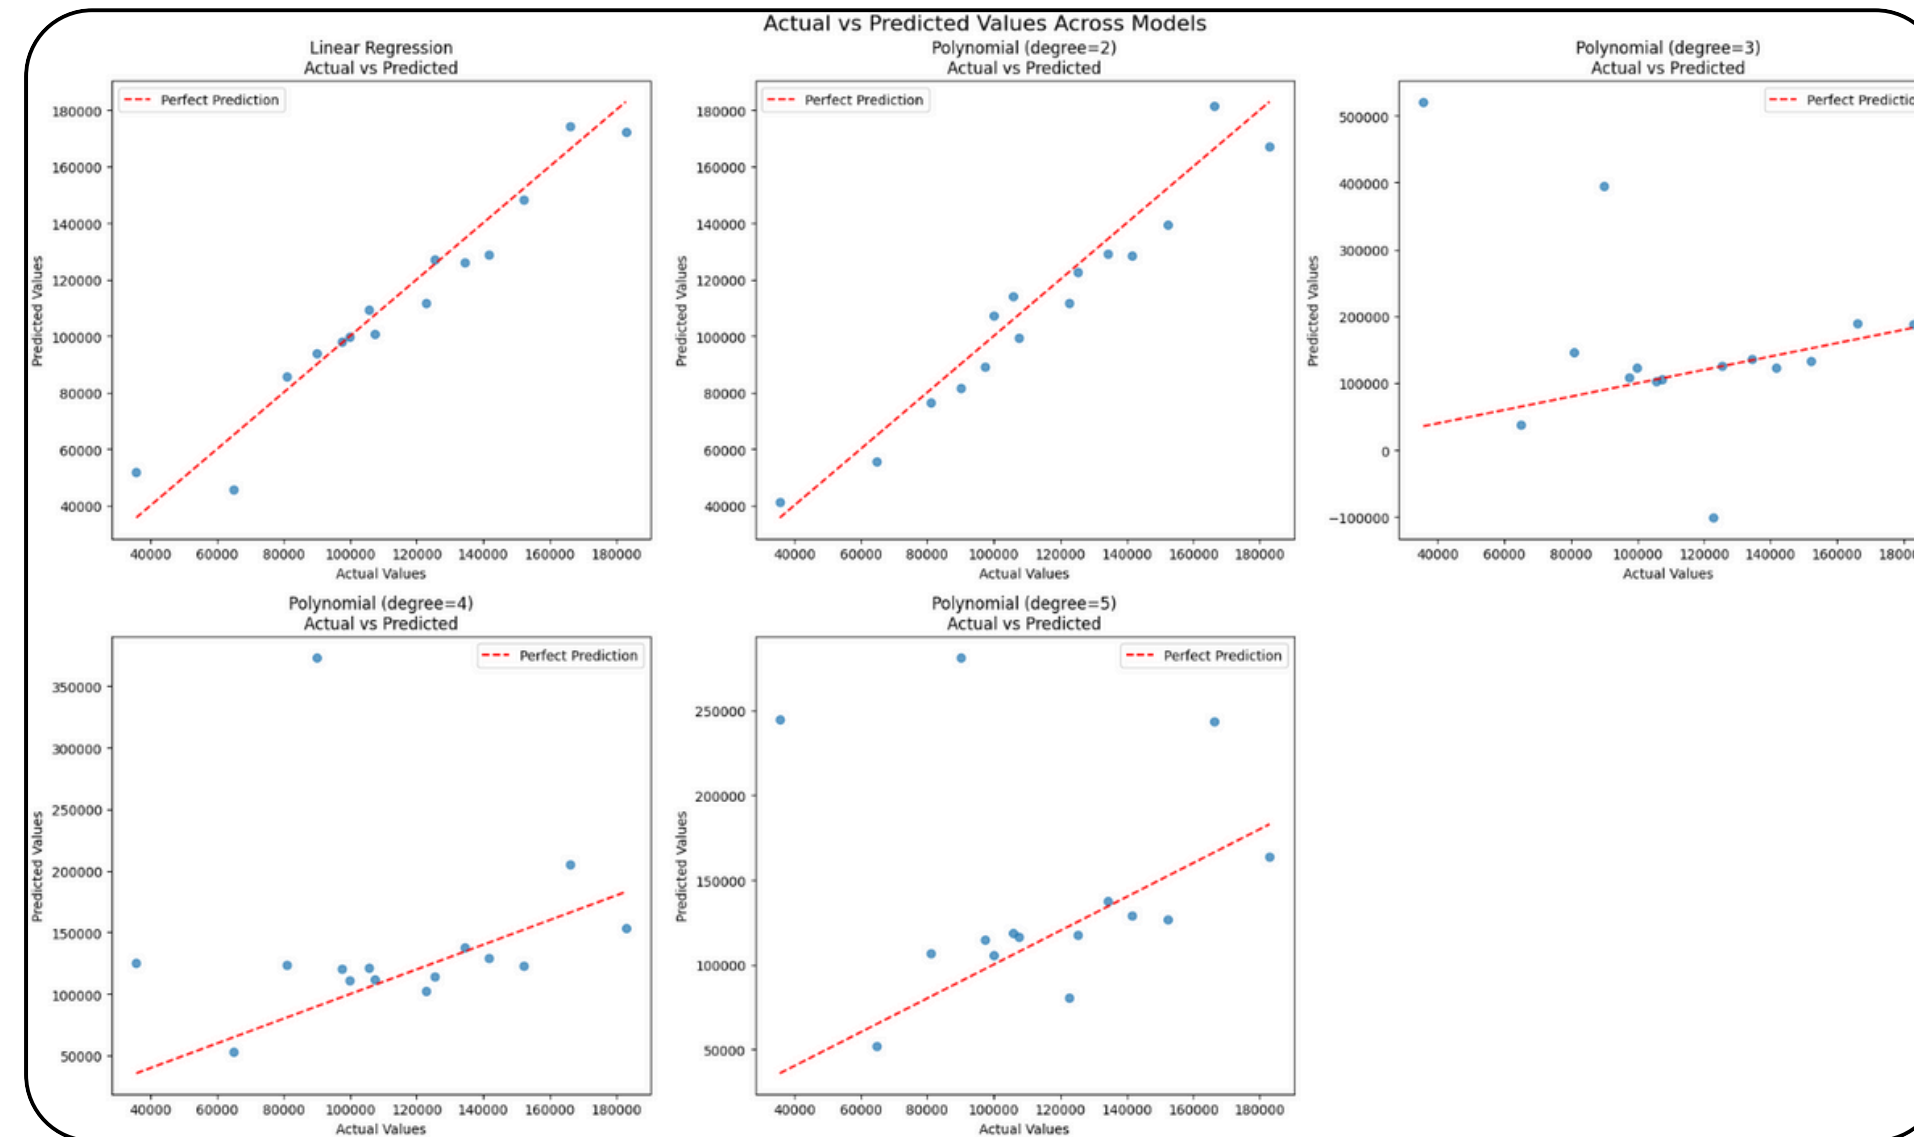 Actual vs Predicted Values Across Models
Linear Regression
Actual vs Predicted
Perfect Prediction
180000
160000
140000
120000
100000
80000
60000
40000
Predicted Values
40000 60000 80000 100000 120000 140000 160000 180000
Actual Values
Polynomial (degree=2)
Actual vs Predicted
Perfect Prediction
180000
160000
140000
120000
100000
80000
60000
40000
Predicted Values
40000 60000 80000 100000 120000 140000 160000 180000
Actual Values
Polynomial (degree=3)
Actual vs Predicted
Perfect Predictio
500000
400000
300000
200000
100000
0
−100000
Predicted Values
40000 60000 80000 100000 120000 140000 160000 18000
Actual Values
Polynomial (degree=4)
Actual vs Predicted
Perfect Prediction
350000
300000
250000
200000
150000
100000
50000
Predicted Values
40000 60000 80000 100000 120000 140000 160000 180000
Actual Values
Polynomial (degree=5)
Actual vs Predicted
Perfect Prediction
250000
200000
150000
100000
50000
Predicted Values
40000 60000 80000 100000 120000 140000 160000 180000
Actual Values